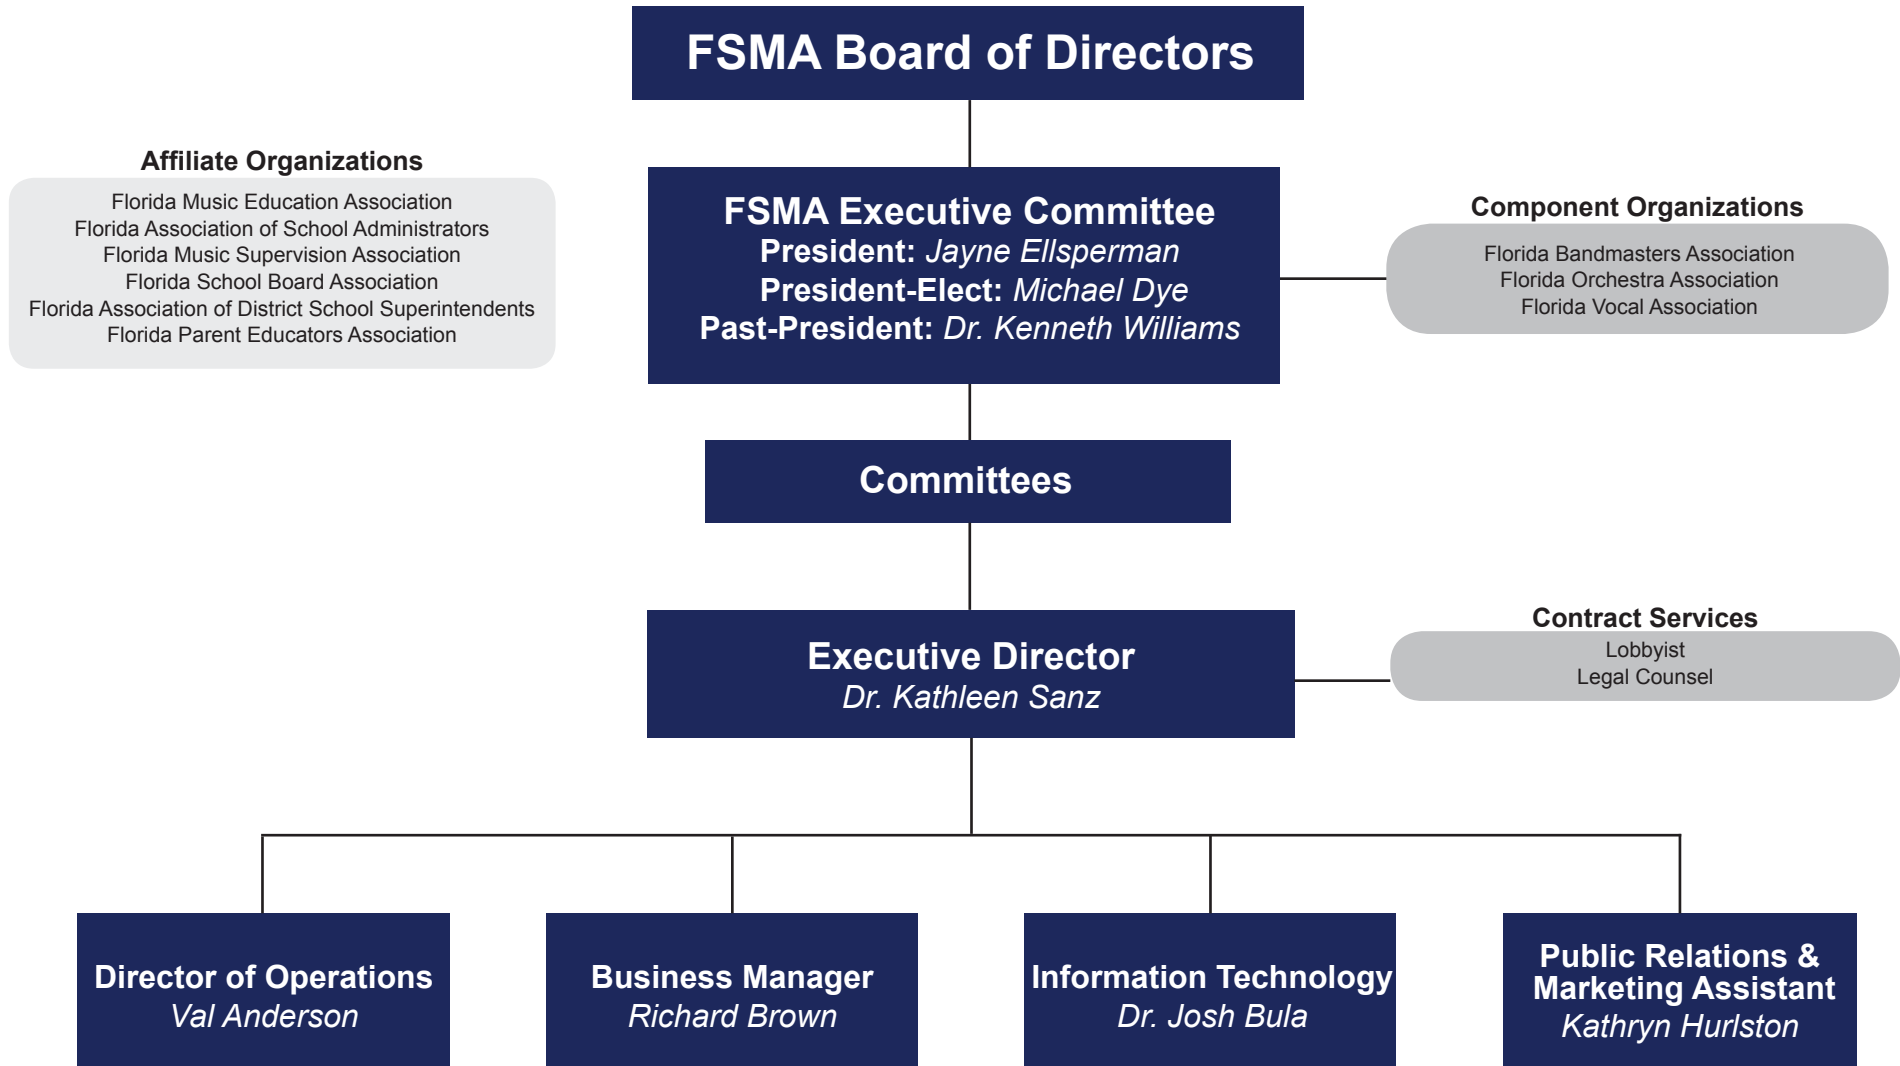 FSMA Board of Directors
Affiliate Organizations
Florida Music Education Association
Florida Association of School Administrators
Florida Music Supervision Association
Florida School Board Association
Florida Association of District School Superintendents
Florida Parent Educators Association
FSMA Executive Committee
President: Jayne Ellsperman
President-Elect: Michael Dye
Past-President: Dr. Kenneth Williams
Component Organizations
Florida Bandmasters Association
Florida Orchestra Association
Florida Vocal Association
Committees
Executive Director
Dr. Kathleen Sanz
Contract Services
Lobbyist
Legal Counsel
Director of Operations
Val Anderson
Business Manager
Richard Brown
Information Technology
Dr. Josh Bula
Public Relations &
Marketing Assistant
Kathryn Hurlston